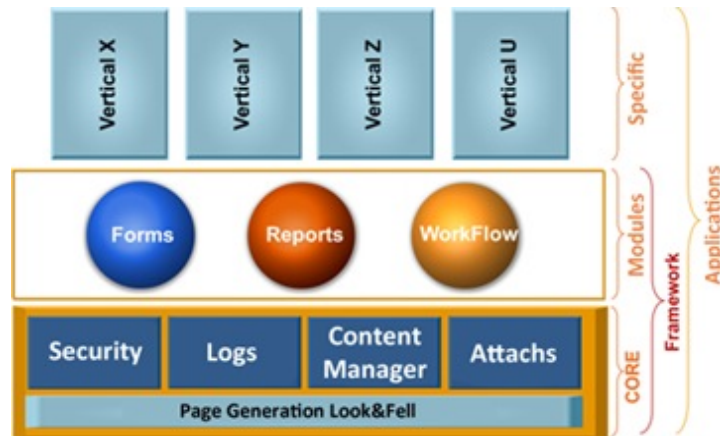 Vertical X
Vertical Y
Vertical Z
Vertical U
Specific
Forms
Reports
WorkFlow
Modules
Security
Logs
Content
Manager
Attachs
Page Generation Look&Fell
CORE
Framework
Applications